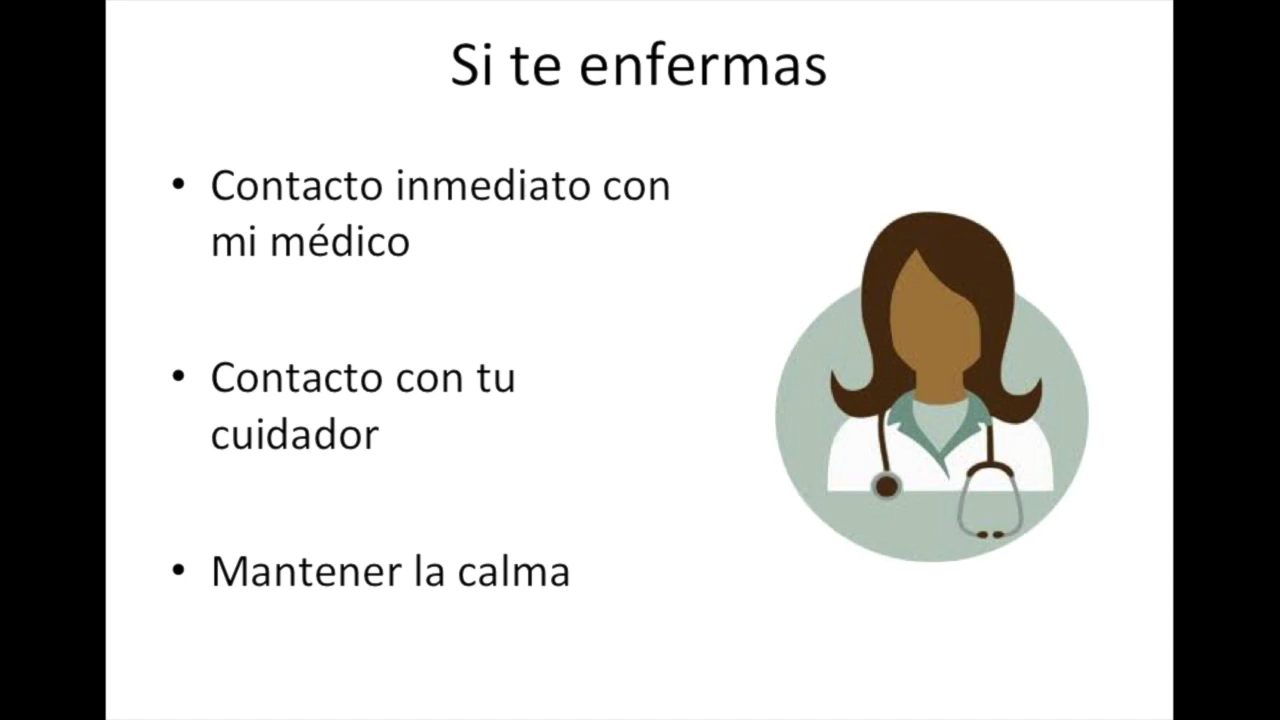 Si te enfermas
• Contacto inmediato con
mi médico
• Contacto con tu
cuidador
• Mantener la calma